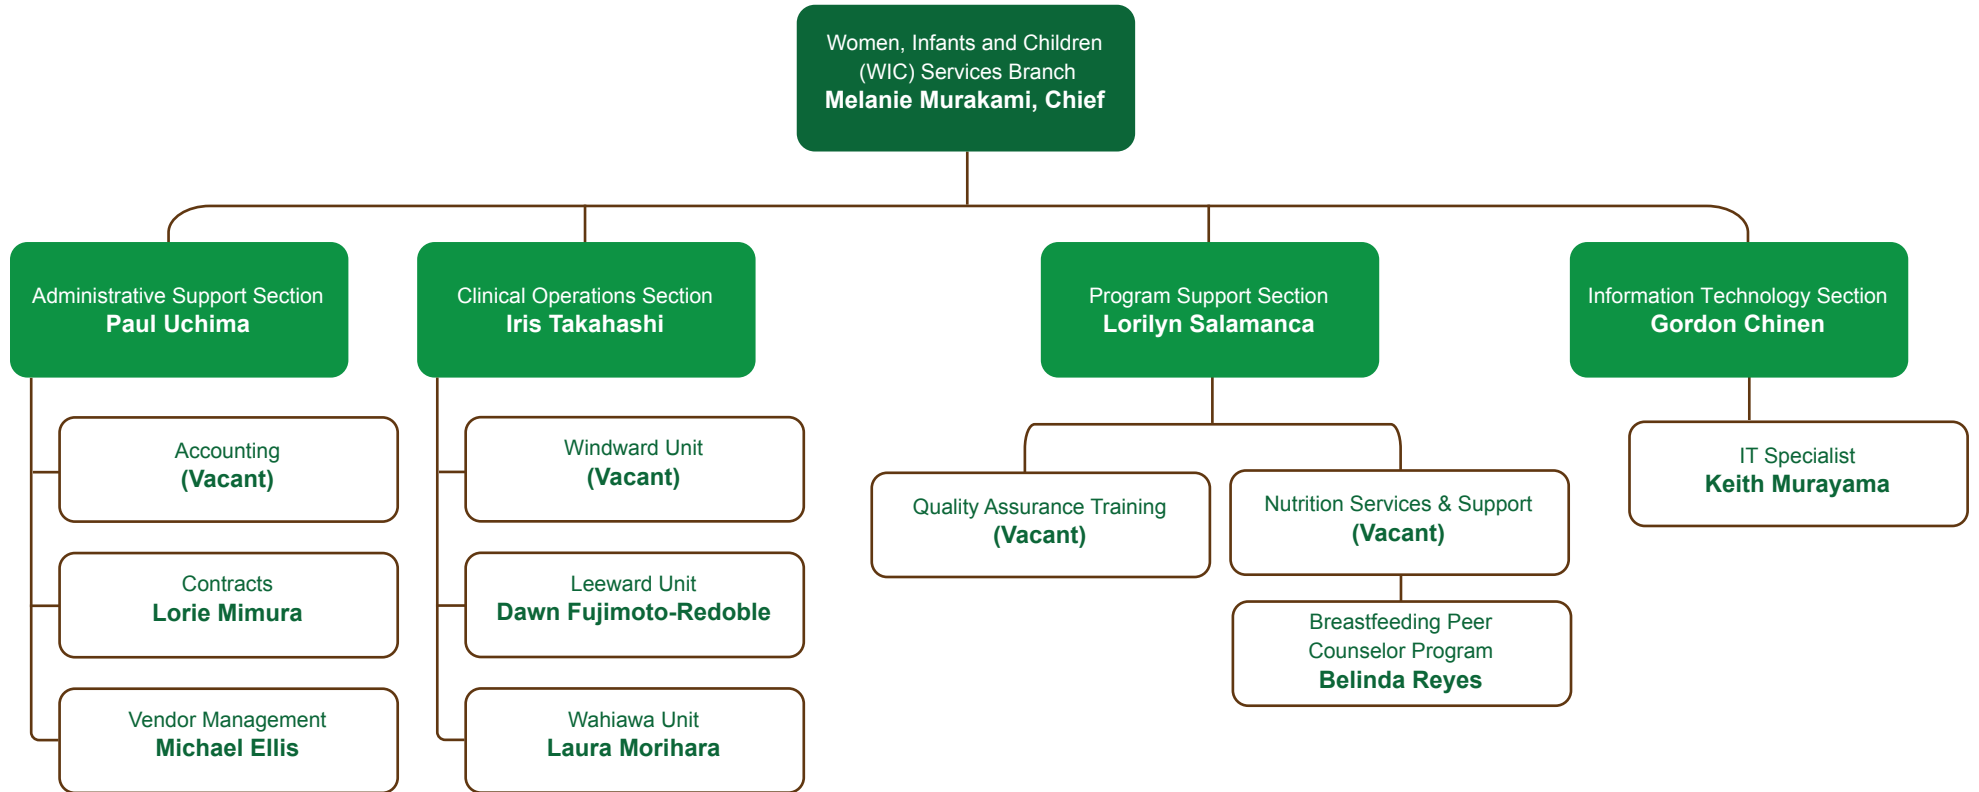 Women, Infants and Children
(WIC) Services Branch
Melanie Murakami, Chief
Administrative Support Section
Paul Uchima
Accounting
(Vacant)
Contracts
Lorie Mimura
Vendor Management
Michael Ellis
Clinical Operations Section
Iris Takahashi
Windward Unit
(Vacant)
Leeward Unit
Dawn Fujimoto-Redoble
Wahiawa Unit
Laura Morihara
Program Support Section
Lorilyn Salamanca
Quality Assurance Training
(Vacant)
Nutrition Services & Support
(Vacant)
Breastfeeding Peer
Counselor Program
Belinda Reyes
Information Technology Section
Gordon Chinen
IT Specialist
Keith Murayama